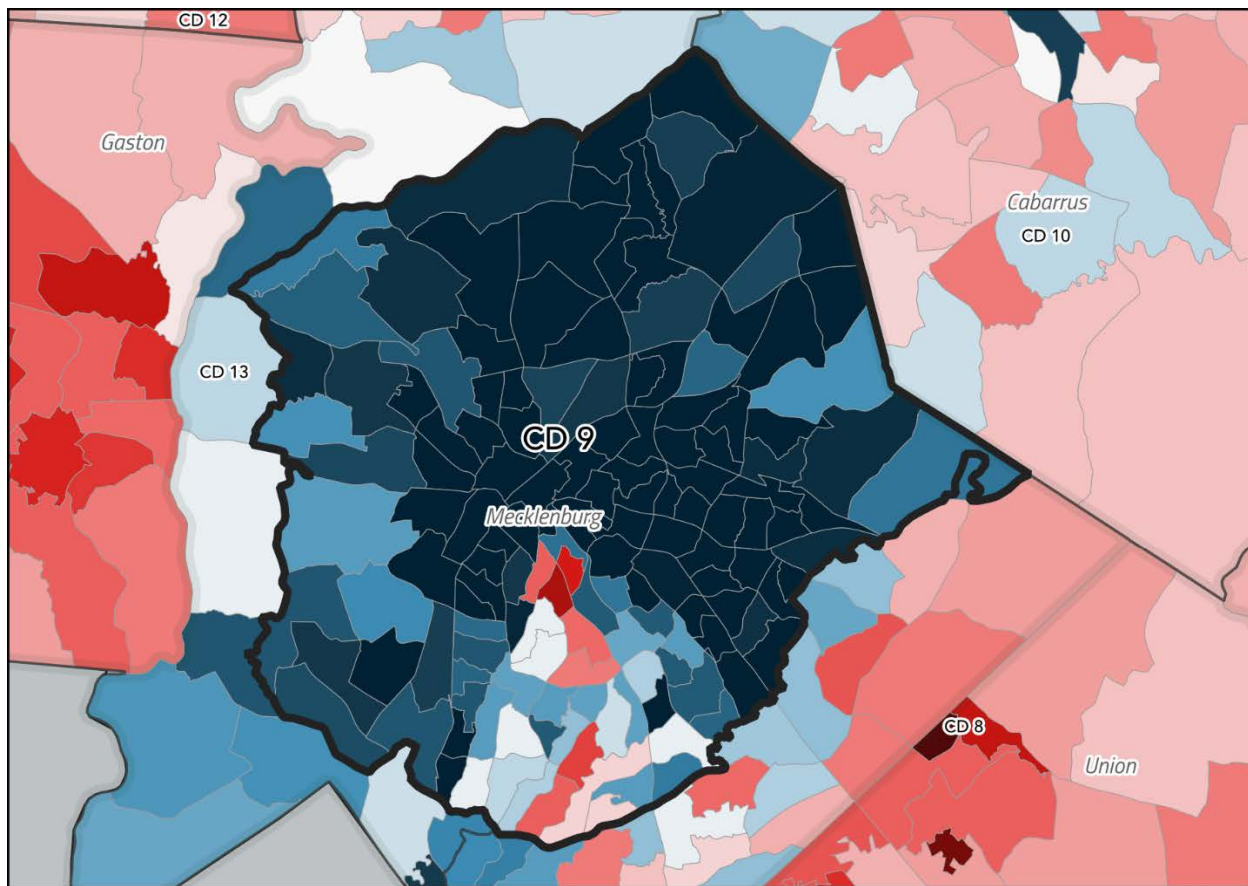 CD 12
Gaston
Cabarrus
CD 10
CD 13
CD 9
Mecklenburg
CD 8
Union